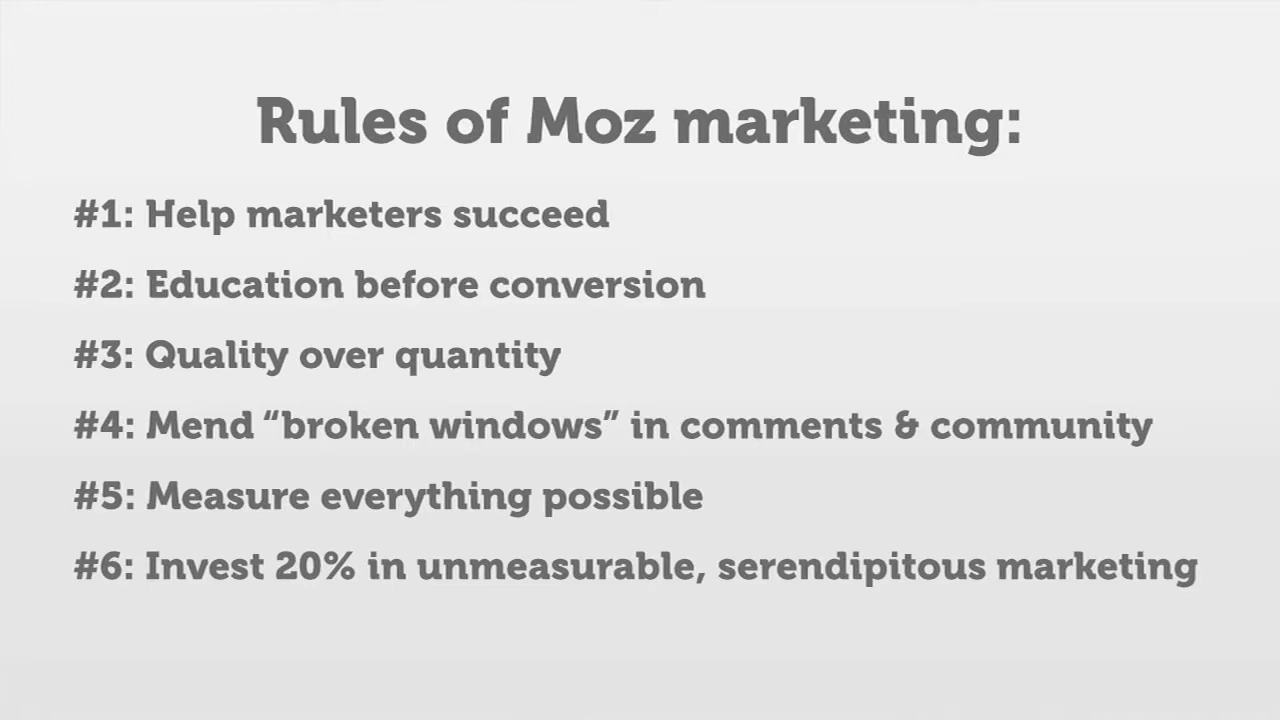 Rules of Moz marketing:
#1: Help marketers succeed
#2: Education before conversion
#3: Quality over quantity
#4: Mend “broken windows” in comments & community
#5: Measure everything possible
#6: Invest 20% in unmeasurable, serendipitous marketing